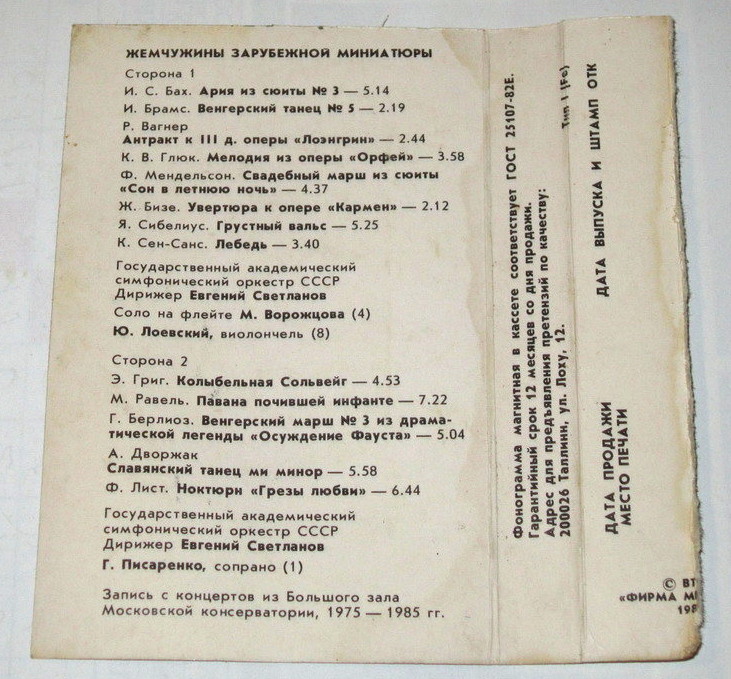 ЖЕМЧУЖИНЫ ЗАРУБЕЖНОЙ МИНИАТЮРЫ
Сторона 1
И. С. Бах. Ария из сюиты № 3 — 5.14
И. Брамс. Венгерский танец № 5 — 2.19
Р. Вагнер
Антракт к III д. оперы «Лоэнгрин» — 2.44
К. В. Глюк. Мелодия из оперы «Орфей» — 3.58
Ф. Мендельсон. Свадебный марш из сюиты
«Сон в летнюю ночь» — 4.37
Ж. Бизе. Увертюра к опере «Кармен» — 2.12
Я. Сибелиус. Грустный вальс — 5.25
К. Сен-Санс. Лебедь — 3.40
Государственный академический
симфонический оркестр СССР
Дирижер Евгений Светланов
Соло на флейте М. Ворожцова (4)
Ю. Лоевский, виолончель (8)
Сторона 2
Э. Григ. Колыбельная Сольвейг — 4.53
М. Равель. Павана почившей инфанте — 7.22
Г. Берлиоз. Венгерский марш № 3 из драма-
тической легенды «Осуждение Фауста» — 5.04
А. Дворжак
Славянский танец ми минор — 5.58
Ф. Лист. Ноктюрн «Грезы любви» — 6.44
Государственный академический
симфонический оркестр СССР
Дирижер Евгений Светланов
Г. Писаренко, сопрано (1)
Запись с концертов из Большого зала
Московской консерватории, 1975 — 1985 гг.
Фонограмма магнитная в кассете соответствует ГОСТ 25107-82Е.
Гарантийный срок 12 месяцев со дня продажи.
Адрес для предъявления претензий по качеству:
200026 Таллинн, ул. Лоху, 12.
Тип I (Fe)
ДАТА ВЫПУСКА И ШТАМП ОТК
ДАТА ПРОДАЖИ
МЕСТО ПЕЧАТИ
© ВТ
«ФИРМА
198